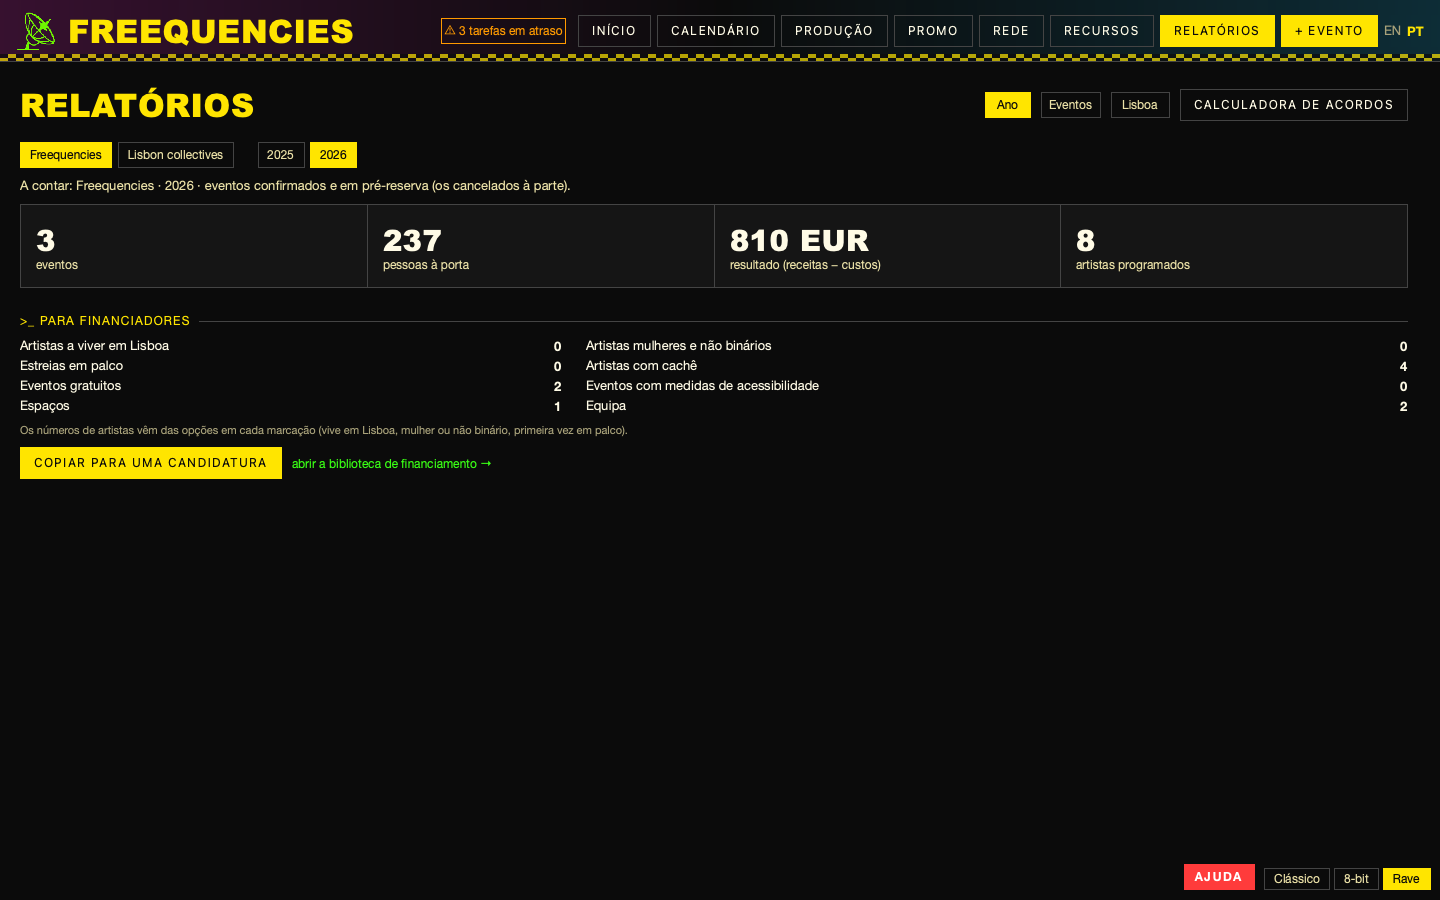 FREEQUENCIES
⚠ 3 tarefas em atraso
INÍCIO
CALENDÁRIO
PRODUÇÃO
PROMO
REDE
RECURSOS
RELATÓRIOS
+ EVENTO
EN PT
RELATÓRIOS
Ano
Eventos
Lisboa
CALCULADORA DE ACORDOS
Freequencies
Lisbon collectives
2025
2026
A contar: Freequencies · 2026 · eventos confirmados e em pré-reserva (os cancelados à parte).
3
eventos
237
pessoas à porta
810 EUR
resultado (receitas – custos)
8
artistas programados
>_ PARA FINANCIADORES
Artistas a viver em Lisboa 0
Artistas mulheres e não binários 0
Estreias em palco 0
Artistas com cachê 4
Eventos gratuitos 2
Eventos com medidas de acessibilidade 0
Espaços 1
Equipa 2
Os números de artistas vêm das opções em cada marcação (vive em Lisboa, mulher ou não binário, primeira vez em palco).
COPIAR PARA UMA CANDIDATURA
abrir a biblioteca de financiamento →
AJUDA
Clássico
8-bit
Rave